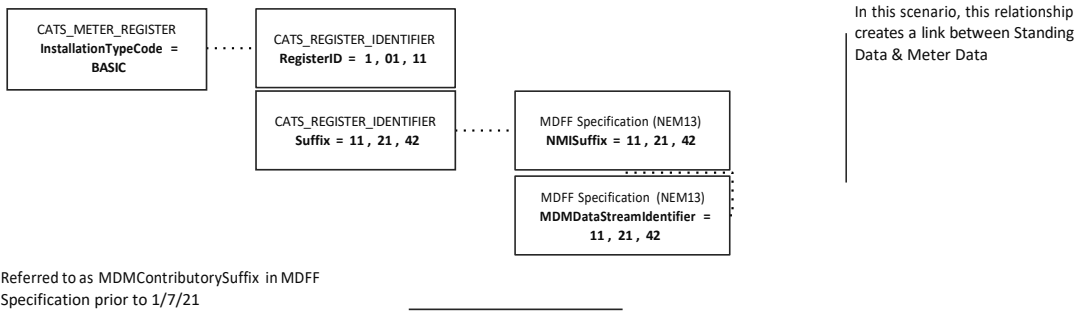 In this scenario, this relationship
creates a link between Standing
Data & Meter Data
CATS_METER_REGISTER
InstallationTypeCode =
BASIC
CATS_REGISTER_IDENTIFIER
RegisterID = 1 , 01 , 11
CATS_REGISTER_IDENTIFIER
Suffix = 11 , 21 , 42
MDFF Specification (NEM13)
NMISuffix = 11 , 21 , 42
MDFF Specification (NEM13)
MDMDataStreamIdentifier =
11 , 21 , 42
Referred to as MDMContributorySuffix in MDFF
Specification prior to 1/7/21